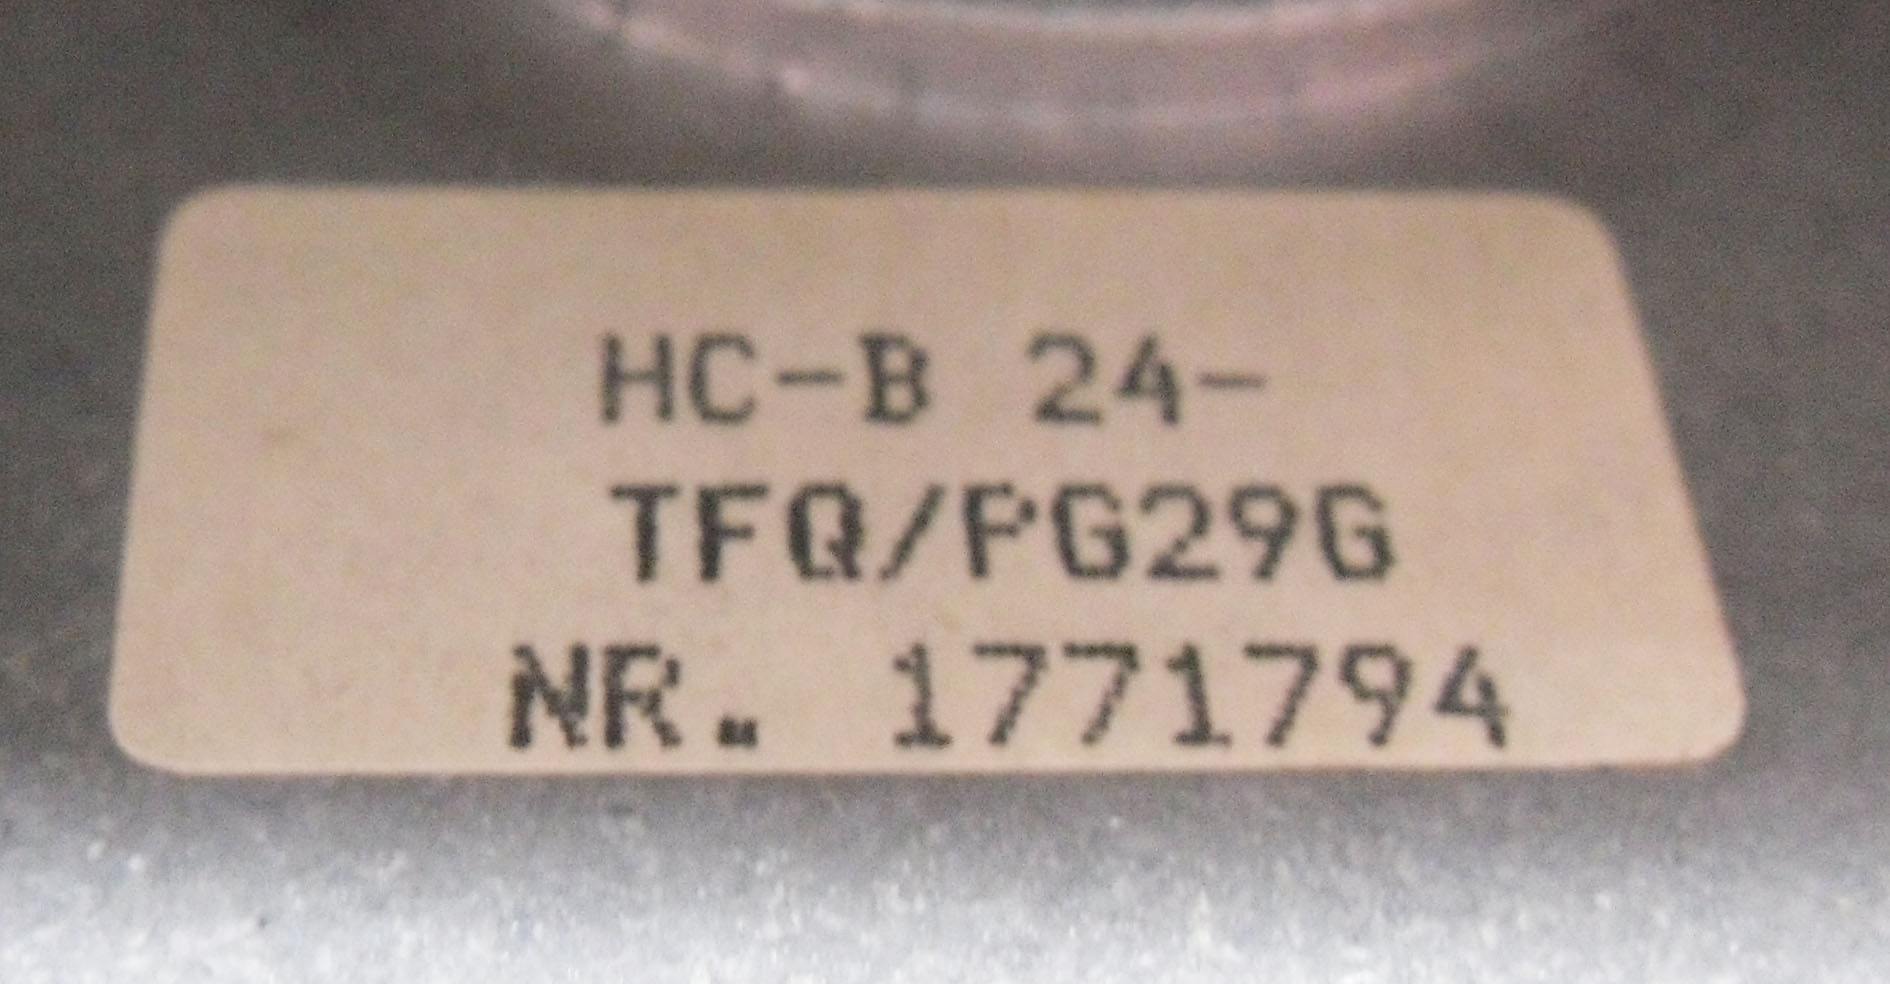 HC-B 24-
TFQ/PG29G
NR. 1771794